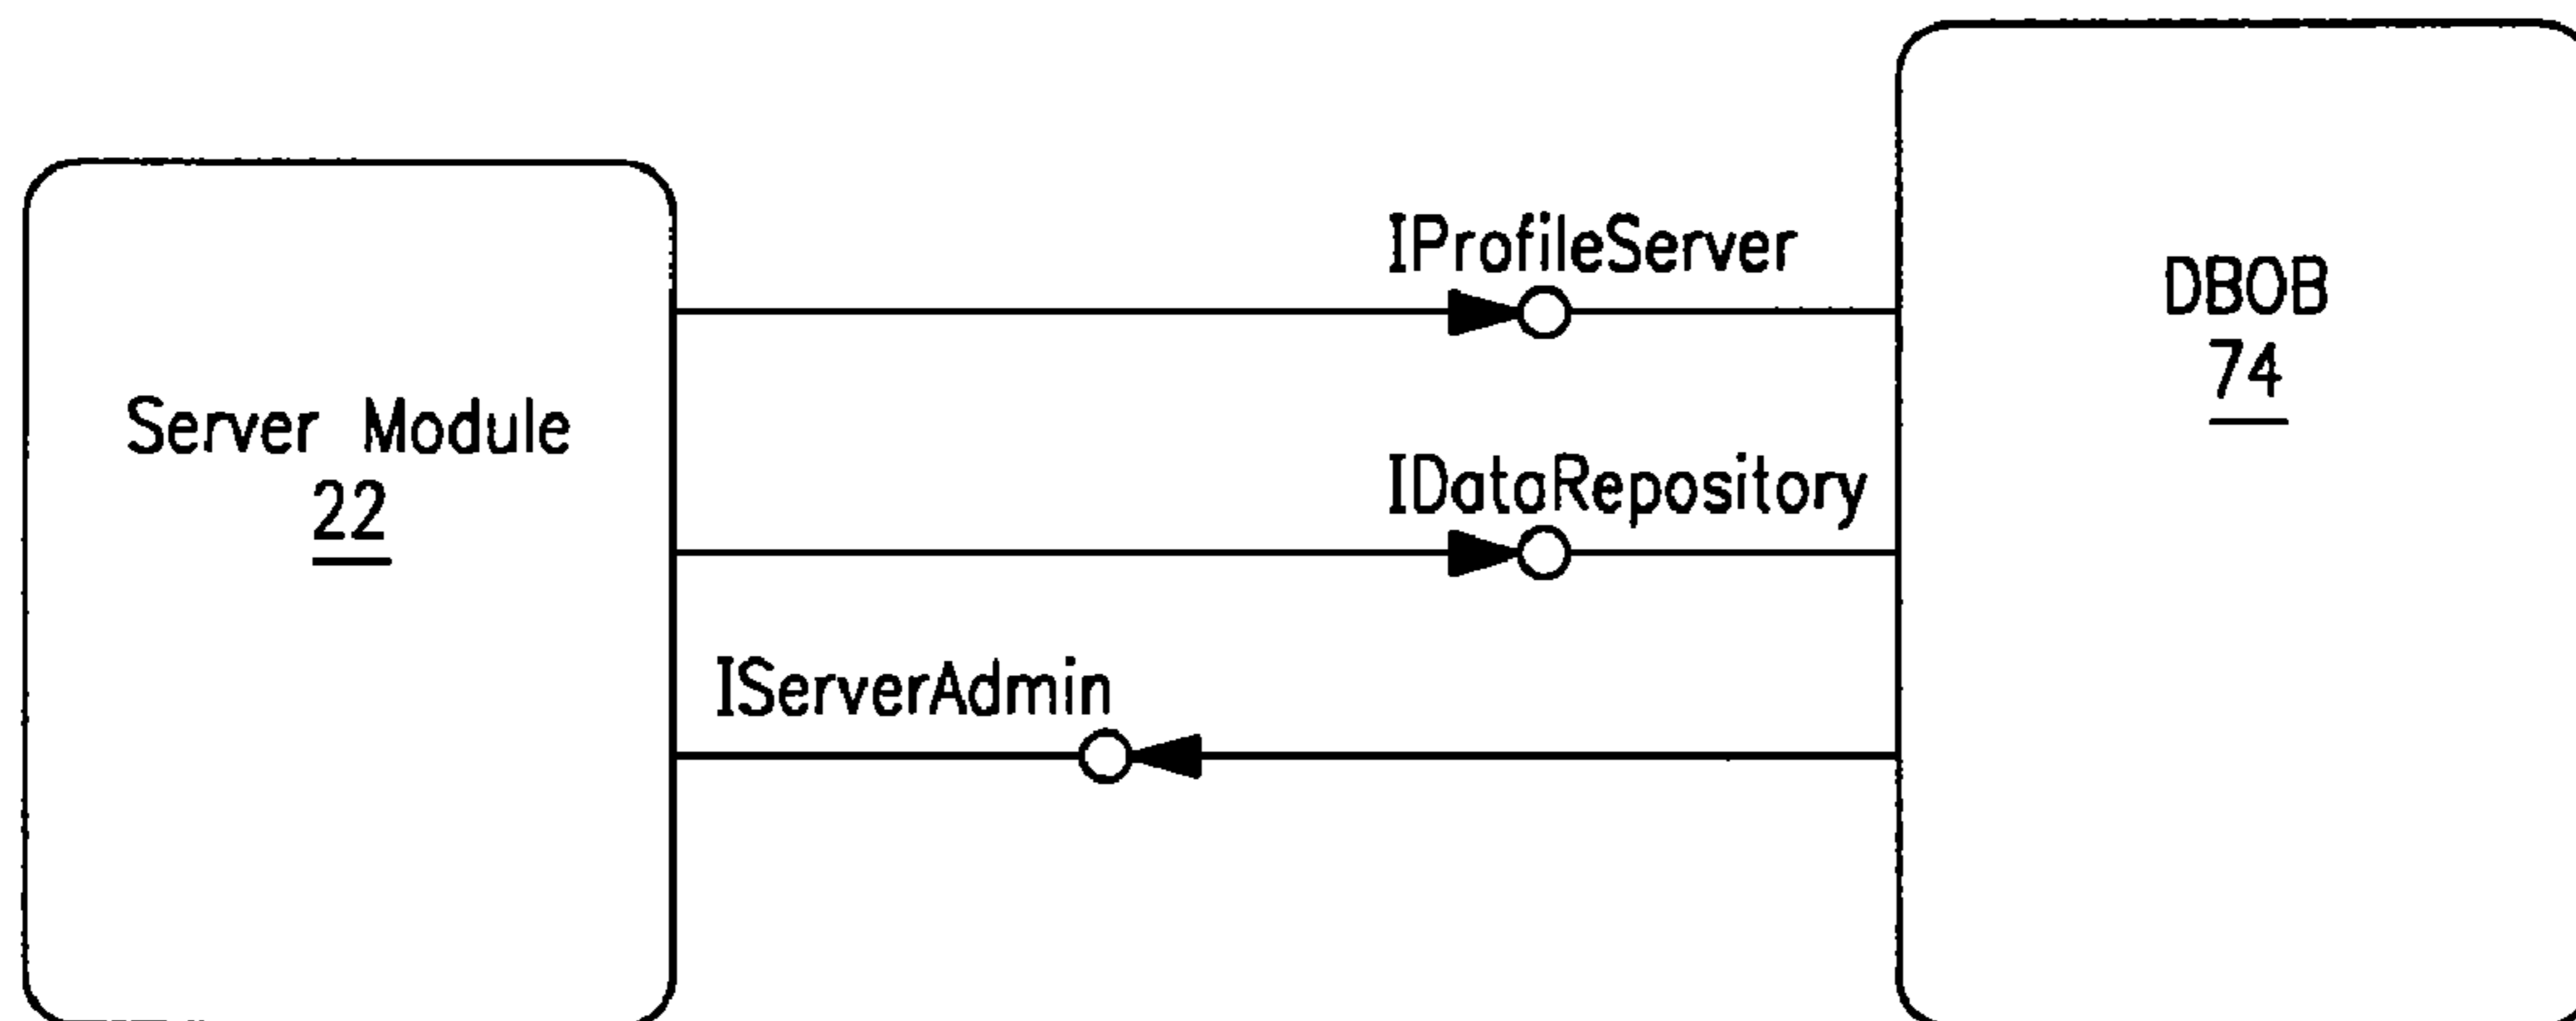 IProfileServer
DBOB
74
Server Module
22
IDataRepository
IServerAdmin